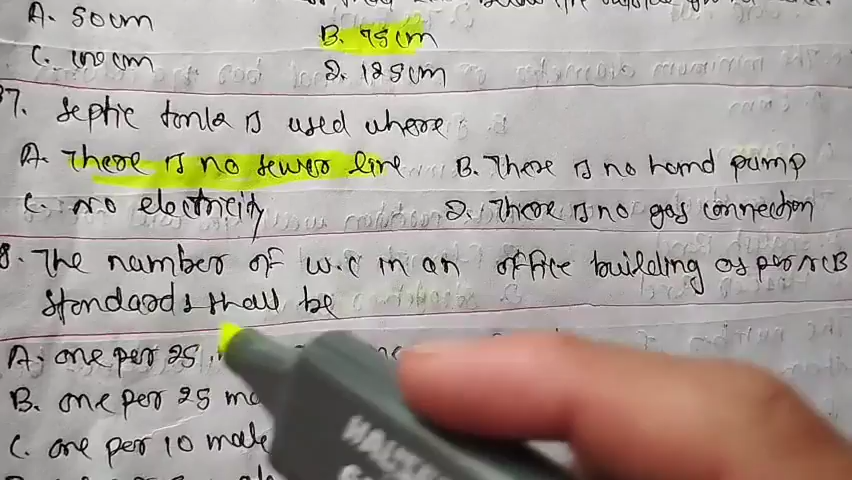 A. 50cm
B. 75cm
C. 100cm
D. 125cm
37. Septic tank is used where
A. There is no sewer line
B. There is no hand pump
C. No electricity
D. There is no gas connection
8. The number of w.c in an office building as per NCB
standards shall be
A. one per 25
B. one per 25
C. one per 10 male